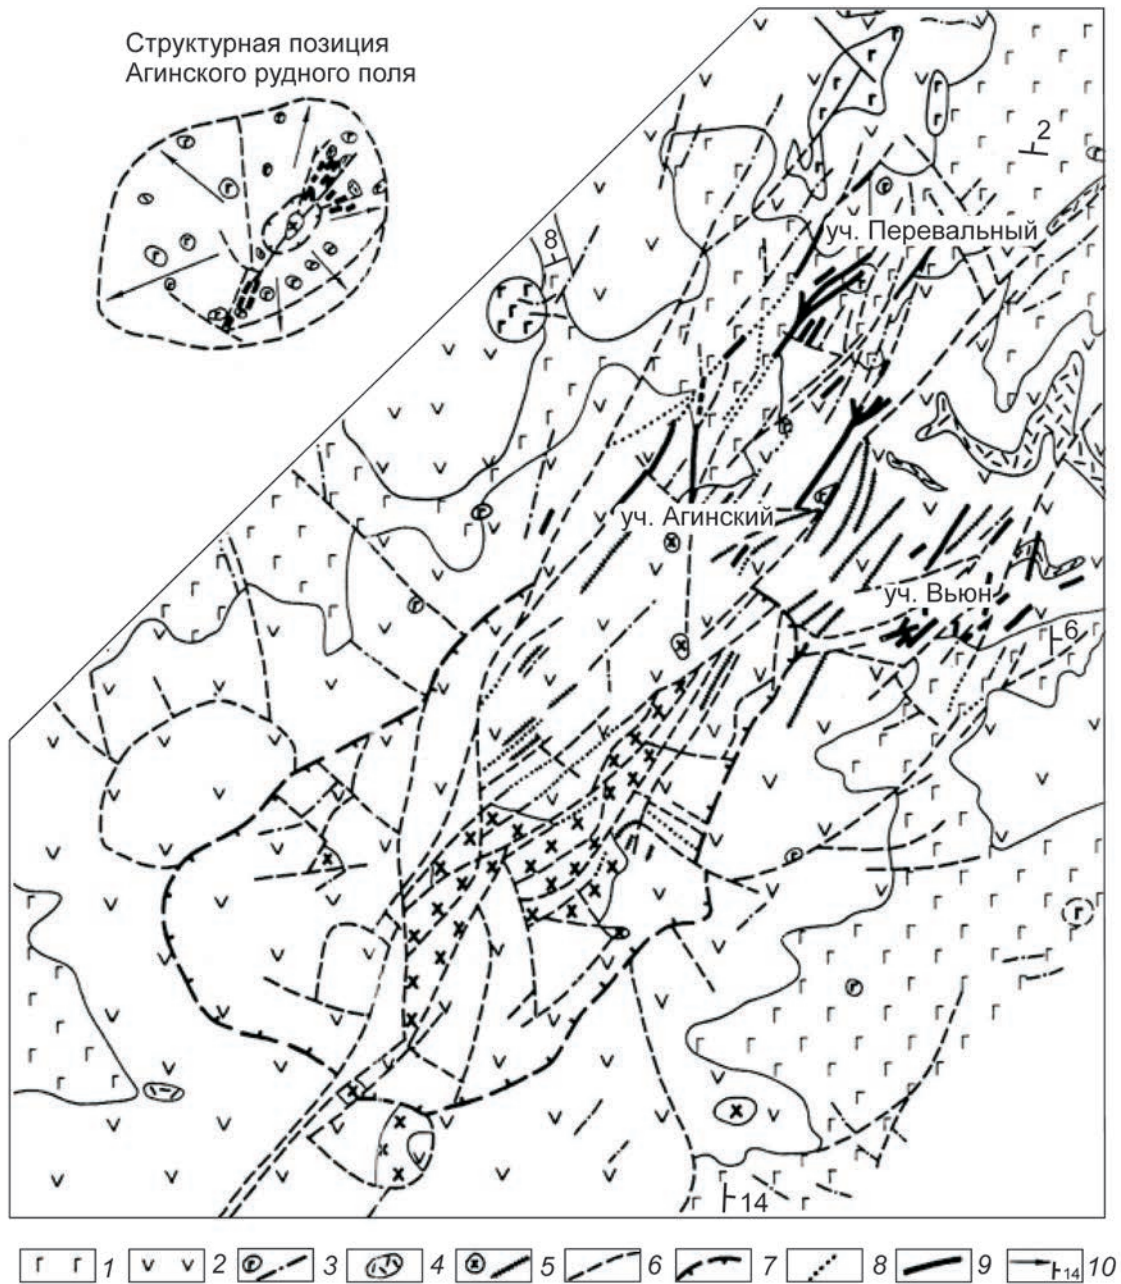 Структурная позиция
Агинского рудного поля
2
уч. Перевальный
8
уч. Агинский
уч. Вьюн
6
14
1 2 3 4 5 6 7 8 9 14 10